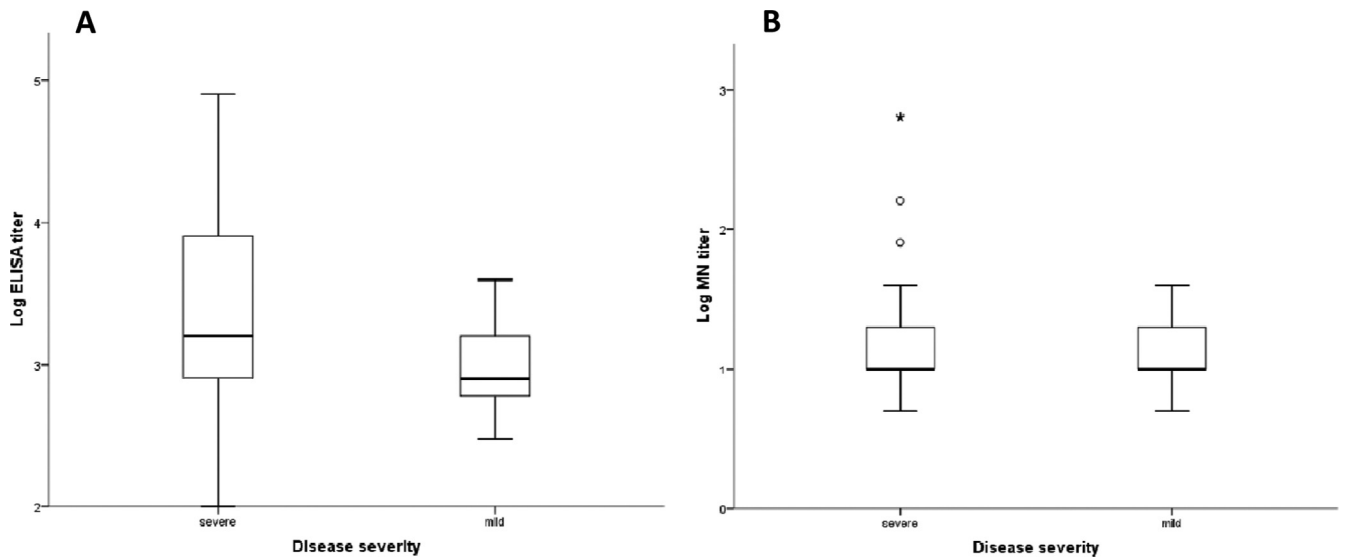 A
Log ELISA titer
5
4
3
2
severe
mild
Disease severity
B
Log MN titer
3
2
1
0
severe
mild
Disease severity